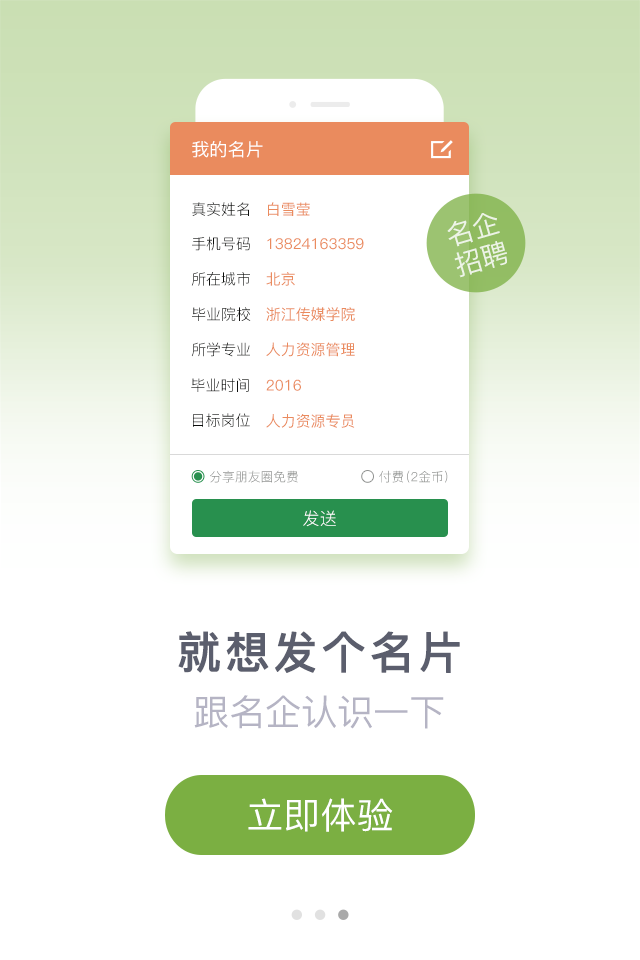 我的名片
真实姓名 白雪莹
名企
招聘
手机号码 13824163359
所在城市 北京
毕业院校 浙江传媒学院
所学专业 人力资源管理
毕业时间 2016
目标岗位 人力资源专员
分享朋友圈免费 付费(2金币)
发送
就想发个名片
跟名企认识一下
立即体验